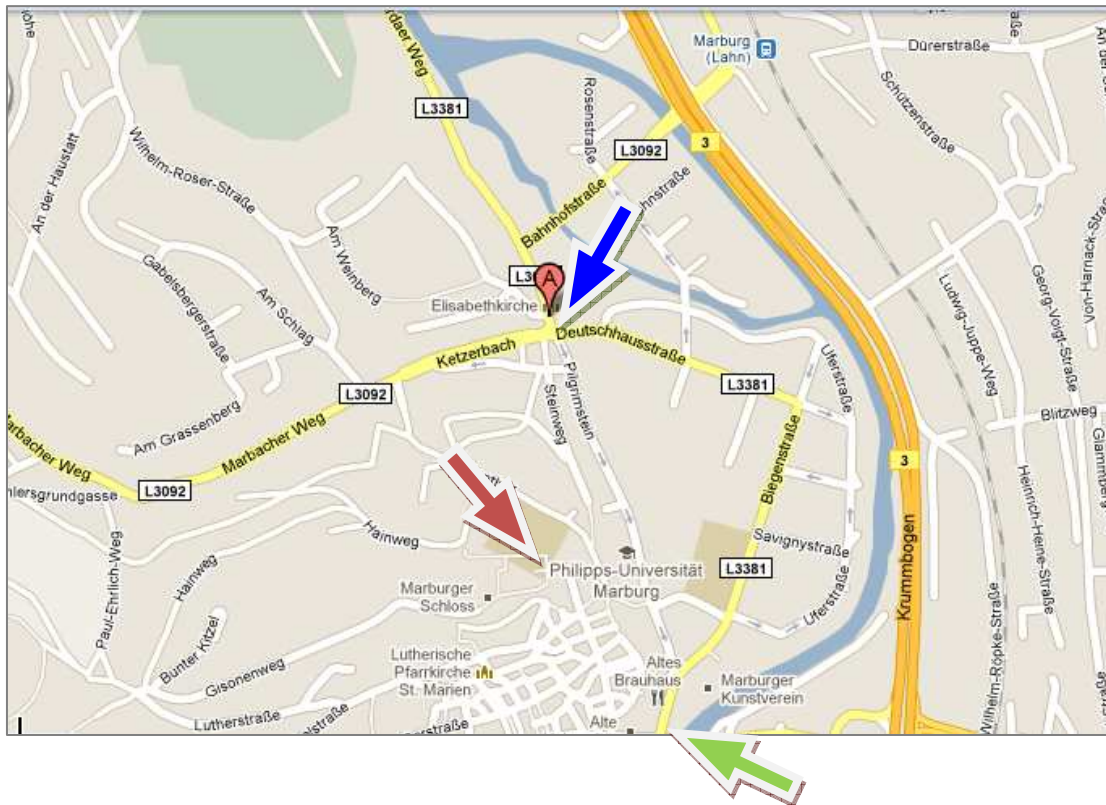 Marburg
(Lahn)
Dürerstraße
L3381
Rosenstraße
Schützenstraße
An der Haustatt
Wilhelm-Roser-Straße
L3092
3
Bahnhofstraße
Am Weinberg
Gabelsbergerstraße
Am Schlag
A
Elisabethkirche
Ketzerbach
Deutschhausstraße
Uferstraße
Ludwig-Juppe-Weg
Georg-Voigt-Straße
Pilgrimstein
Steinweg
L3381
L3092
Blitzweg
Am Grassenberg
Marbacher Weg
Marbacher Weg
L3092
3
Biegenstraße
Heinrich-Heine-Straße
Hainweg
Savignystraße
Paul-Ehrlich-Weg
Hainweg
Philipps-Universität
Marburg
L3381
Uferstraße
Krummbogen
Marburger
Schloss
Bunter Kitzel
Gisonenweg
Lutherische
Pfarrkirche
St. Marien
Altes
Brauhaus
Marburger
Kunstverein
Wilhelm-Röpke-Straße
Lutherstraße
Alte